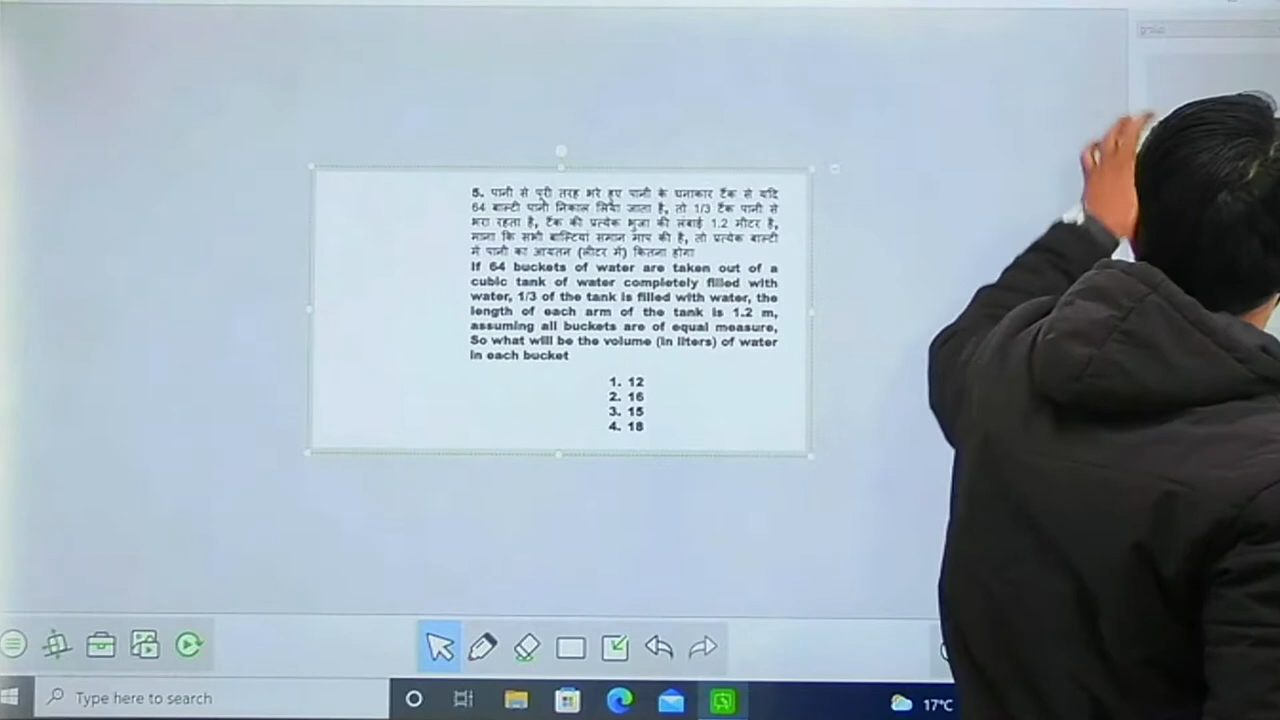 5. पानी से पूरी तरह भरे हुए पानी के घनाकार टैंक से यदि
64 बाल्टी पानी निकाल लिया जाता है, तो 1/3 टैंक पानी से
भरा रहता है, टैंक की प्रत्येक भुजा की लंबाई 1.2 मीटर है,
माना कि सभी बाल्टियां समान माप की है, तो प्रत्येक बाल्टी
में पानी का आयतन (लीटर में) कितना होगा
If 64 buckets of water are taken out of a
cubic tank of water completely filled with
water, 1/3 of the tank is filled with water, the
length of each arm of the tank is 1.2 m,
assuming all buckets are of equal measure,
So what will be the volume (in liters) of water
in each bucket
1. 12
2. 16
3. 15
4. 18
Type here to search
17°C